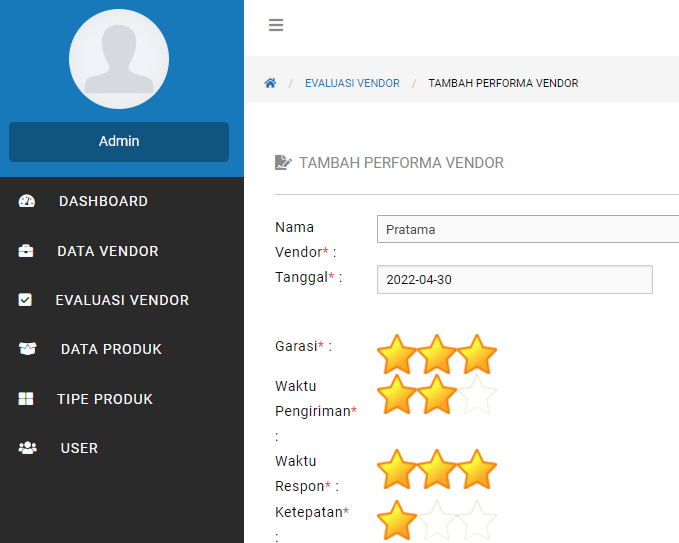 Admin
DASHBOARD
DATA VENDOR
EVALUASI VENDOR
DATA PRODUK
TIPE PRODUK
USER
/ EVALUASI VENDOR / TAMBAH PERFORMA VENDOR
TAMBAH PERFORMA VENDOR
Nama
Vendor* :
Pratama
Tanggal* :
2022-04-30
Garasi* :
Waktu
Pengiriman*
:
Waktu
Respon* :
Ketepatan*
: